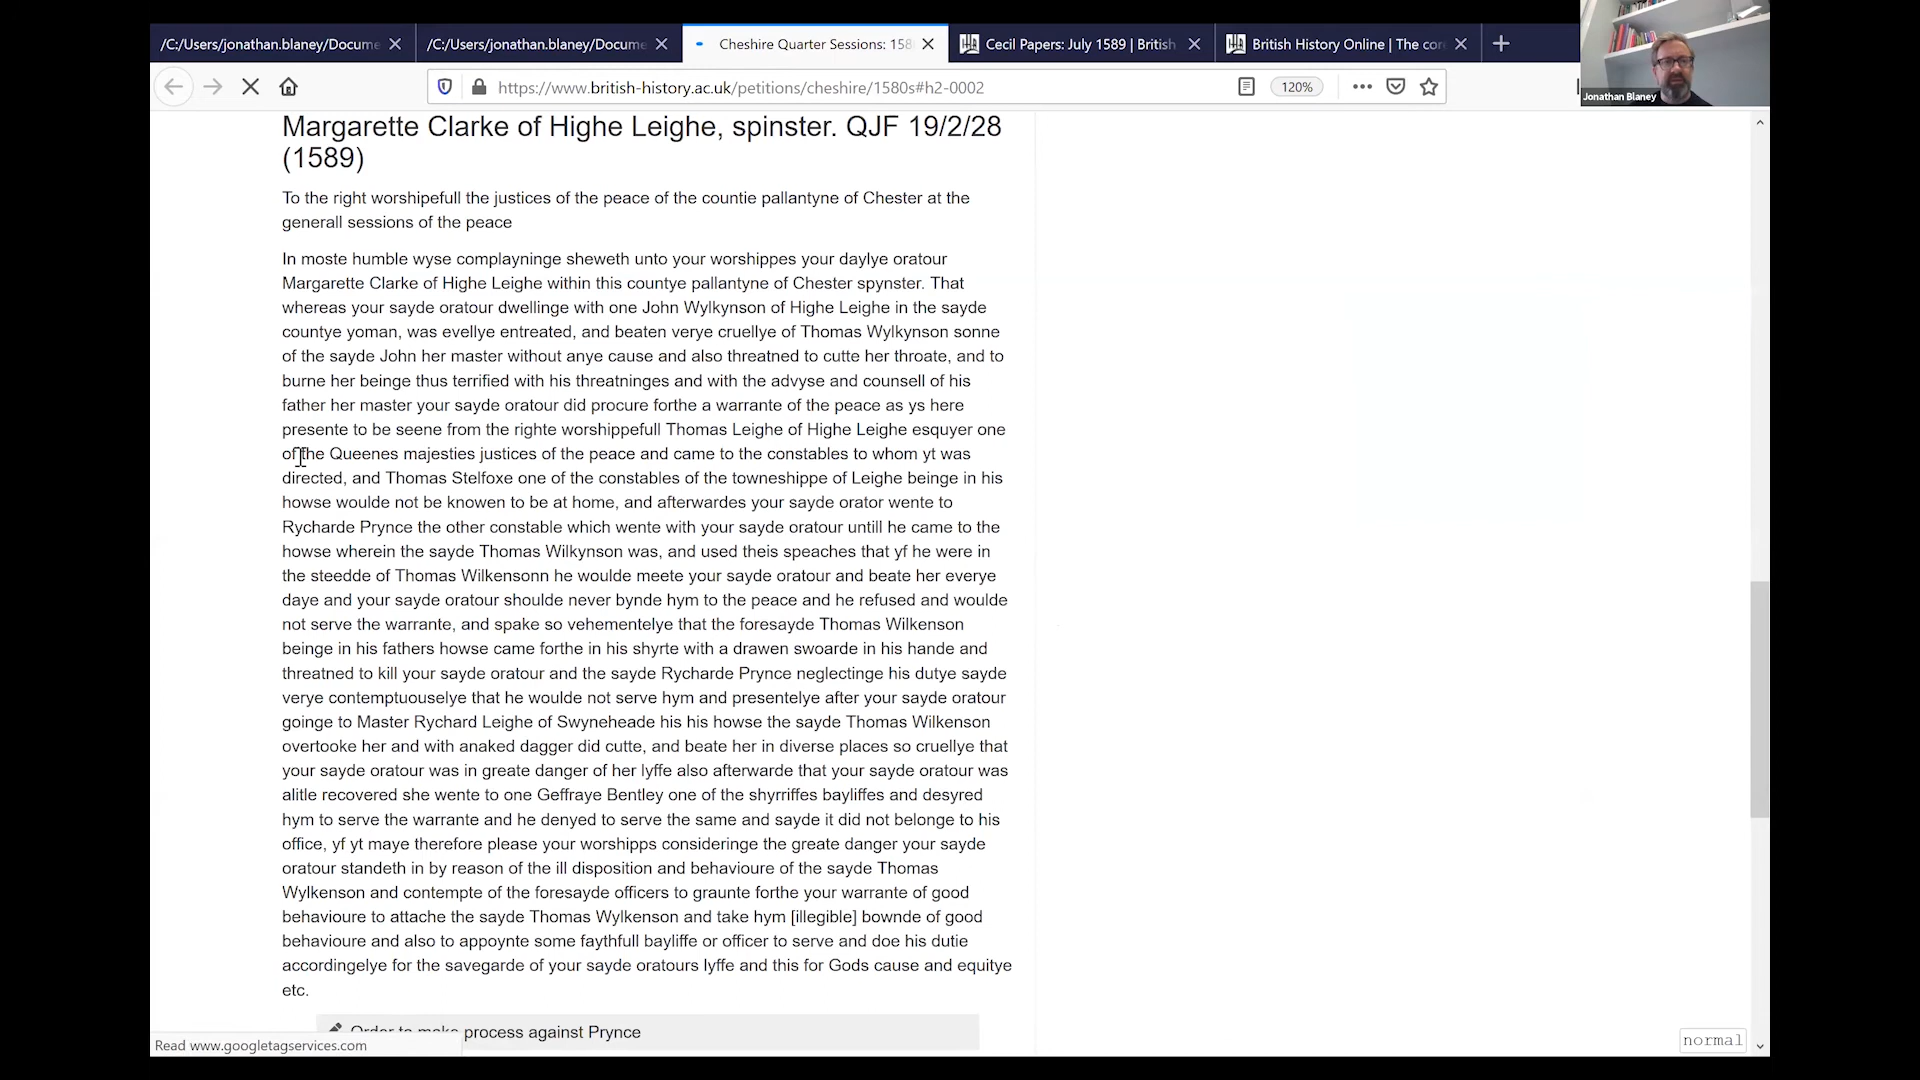 /C:/Users/jonathan.blaney/Docume
/C:/Users/jonathan.blaney/Docume
Cheshire Quarter Sessions: 158
Cecil Papers: July 1589 | British
British History Online | The cor
https://www.british-history.ac.uk/petitions/cheshire/1580s#h2-0002
120%
Jonathan Blaney
Margarette Clarke of Highe Leighe, spinster. QJF 19/2/28
(1589)
To the right worshipefull the justices of the peace of the countie pallantyne of Chester at the
generall sessions of the peace
In moste humble wyse complayninge sheweth unto your worshippes your daylye oratour
Margarette Clarke of Highe Leighe within this countye pallantyne of Chester spynster. That
whereas your sayde oratour dwellinge with one John Wylkynson of Highe Leighe in the sayde
countye yoman, was evellye entreated, and beaten verye cruellye of Thomas Wylkynson sonne
of the sayde John her master without anye cause and also threatned to cutte her throate, and to
burne her beinge thus terrified with his threatninges and with the advyse and counsell of his
father her master your sayde oratour did procure forthe a warrante of the peace as ys here
presente to be seene from the righte worshippefull Thomas Leighe of Highe Leighe esquyer one
of the Queenes majesties justices of the peace and came to the constables to whom yt was
directed, and Thomas Stelfoxe one of the constables of the towneshippe of Leighe beinge in his
howse woulde not be knowen to be at home, and afterwardes your sayde orator wente to
Rycharde Prynce the other constable which wente with your sayde oratour untill he came to the
howse wherein the sayde Thomas Wilkynson was, and used theis speaches that yf he were in
the steedde of Thomas Wilkensonn he woulde meete your sayde oratour and beate her everye
daye and your sayde oratour shoulde never bynde hym to the peace and he refused and woulde
not serve the warrante, and spake so vehementelye that the foresayde Thomas Wilkenson
beinge in his fathers howse came forthe in his shyrte with a drawen swoarde in his hande and
threatned to kill your sayde oratour and the sayde Rycharde Prynce neglectinge his dutye sayde
verye contemptuouselye that he woulde not serve hym and presentelye after your sayde oratour
goinge to Master Rychard Leighe of Swyneheade his his howse the sayde Thomas Wilkenson
overtooke her and with anaked dagger did cutte, and beate her in diverse places so cruellye that
your sayde oratour was in greate danger of her lyffe also afterwarde that your sayde oratour was
alitle recovered she wente to one Geffraye Bentley one of the shyrriffes bayliffes and desyred
hym to serve the warrante and he denyed to serve the same and sayde it did not belonge to his
office, yf yt maye therefore please your worshipps consideringe the greate danger your sayde
oratour standeth in by reason of the ill disposition and behavioure of the sayde Thomas
Wylkenson and contempte of the foresayde officers to graunte forthe your warrante of good
behavioure to attache the sayde Thomas Wylkenson and take hym [illegible] bownde of good
behavioure and also to appoynte some faythfull bayliffe or officer to serve and doe his dutie
accordingelye for the savegarde of your sayde oratours lyffe and this for Gods cause and equitye
etc.
Order to make process against Prynce
Read www.googletagservices.com
normal